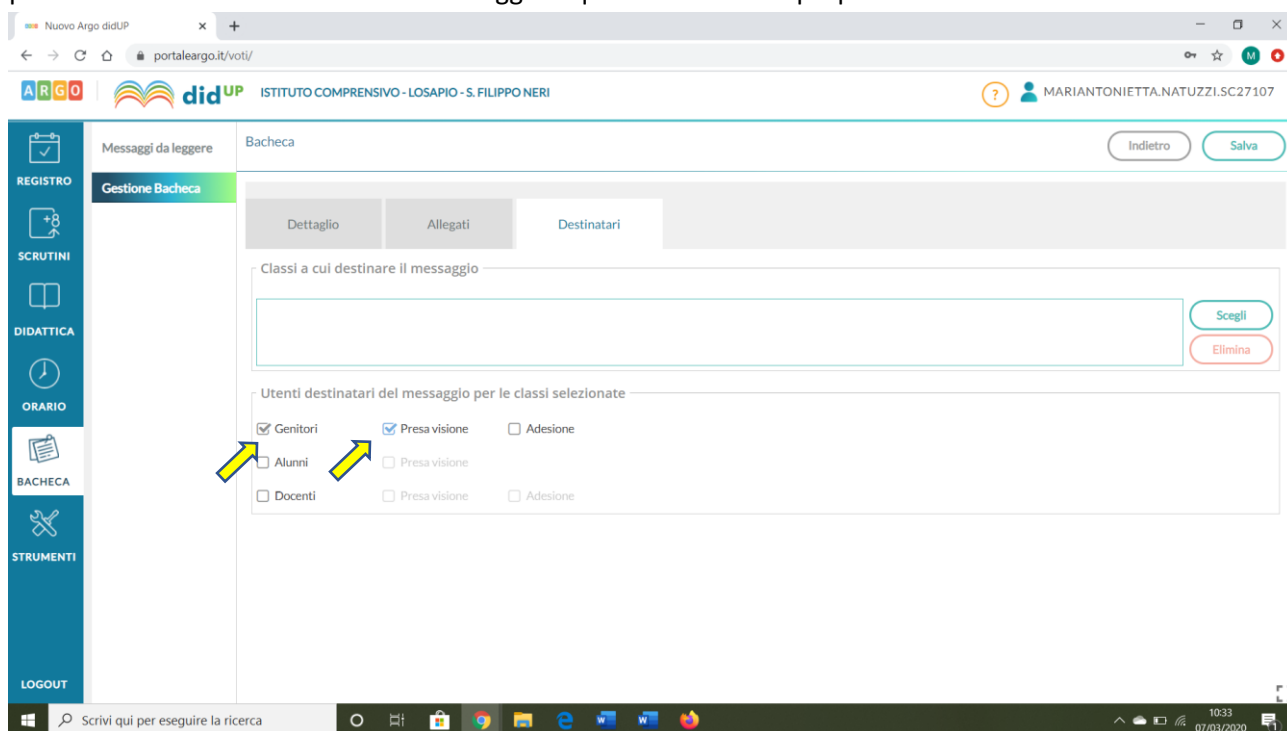 Nuovo Argo didUP
portaleargo.it/voti/
M
ARGO
didUP
ISTITUTO COMPRENSIVO - LOSAPIO - S. FILIPPO NERI
?
MARIANTONIETTA.NATUZZI.SC27107
REGISTRO
SCRUTINI
DIDATTICA
ORARIO
BACHECA
STRUMENTI
LOGOUT
Messaggi da leggere
Gestione Bacheca
Bacheca
Indietro
Salva
Dettaglio Allegati Destinatari
Classi a cui destinare il messaggio
Scegli
Elimina
Utenti destinatari del messaggio per le classi selezionate
Genitori Presa visione Adesione
Alunni Presa visione
Docenti Presa visione Adesione
Scrivi qui per eseguire la ricerca
10:33
07/03/2020